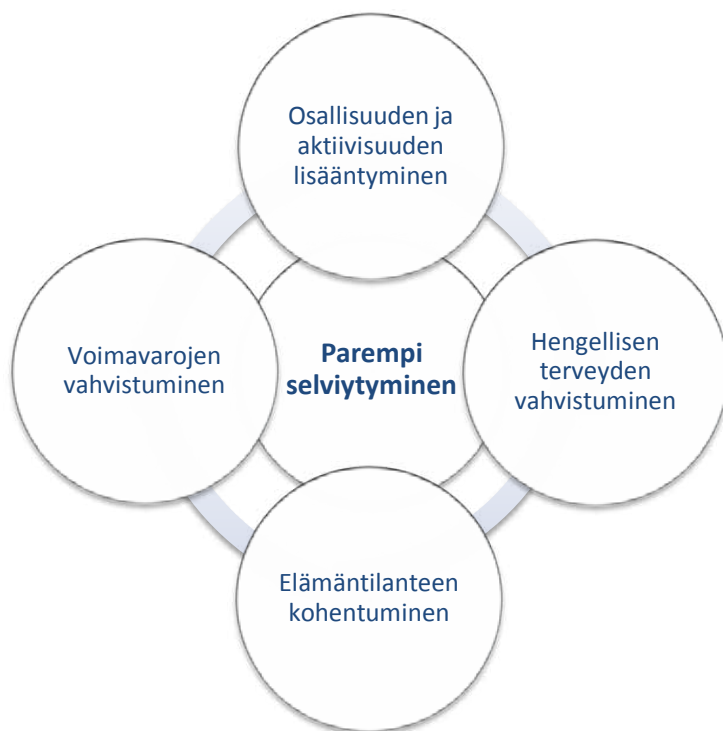 Osallisuuden ja
aktiivisuuden
lisääntyminen
Voimavarojen
vahvistuminen
Parempi
selviytyminen
Hengellisen
terveyden
vahvistuminen
Elämäntilanteen
kohentuminen